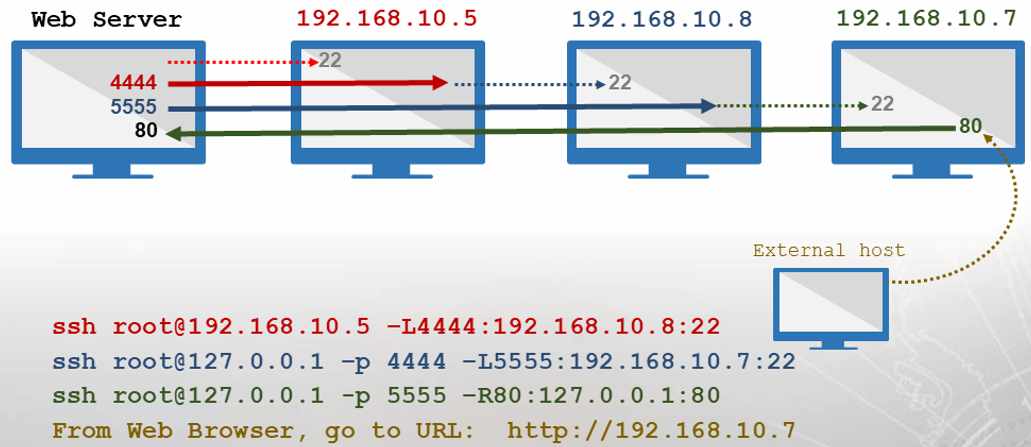 Web Server 192.168.10.5 192.168.10.8 192.168.10.7
22
4444 22
5555 22
80 80
External host
ssh root@192.168.10.5 –L4444:192.168.10.8:22
ssh root@127.0.0.1 -p 4444 –L5555:192.168.10.7:22
ssh root@127.0.0.1 -p 5555 –R80:127.0.0.1:80
From Web Browser, go to URL: http://192.168.10.7